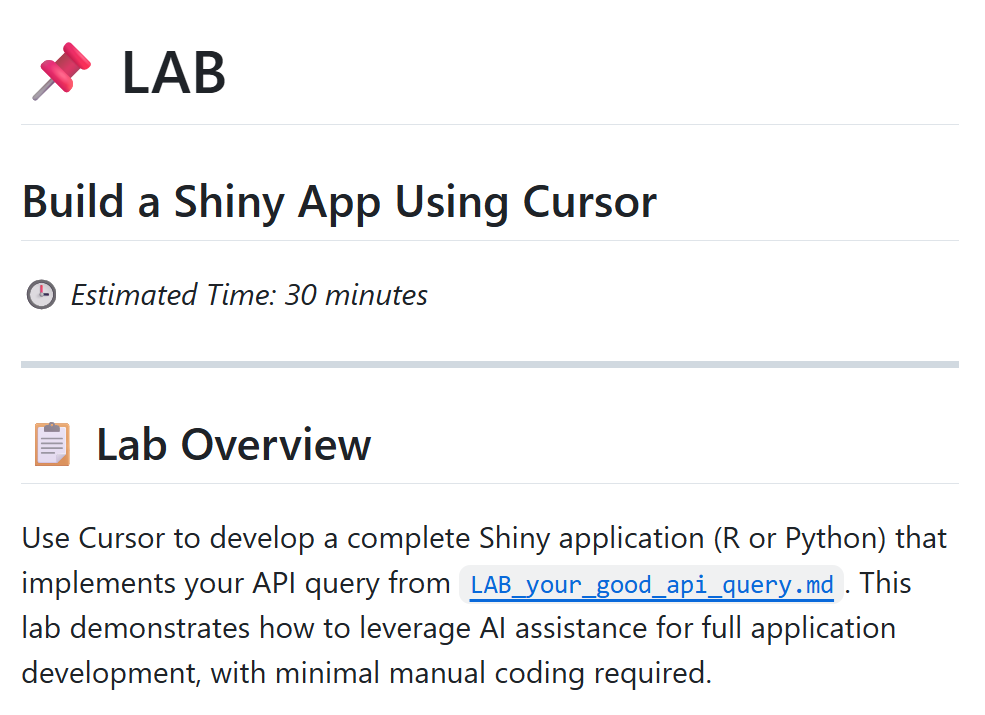 LAB
Build a Shiny App Using Cursor
Estimated Time: 30 minutes
Lab Overview
Use Cursor to develop a complete Shiny application (R or Python) that
implements your API query from LAB_your_good_api_query.md. This
lab demonstrates how to leverage AI assistance for full application
development, with minimal manual coding required.